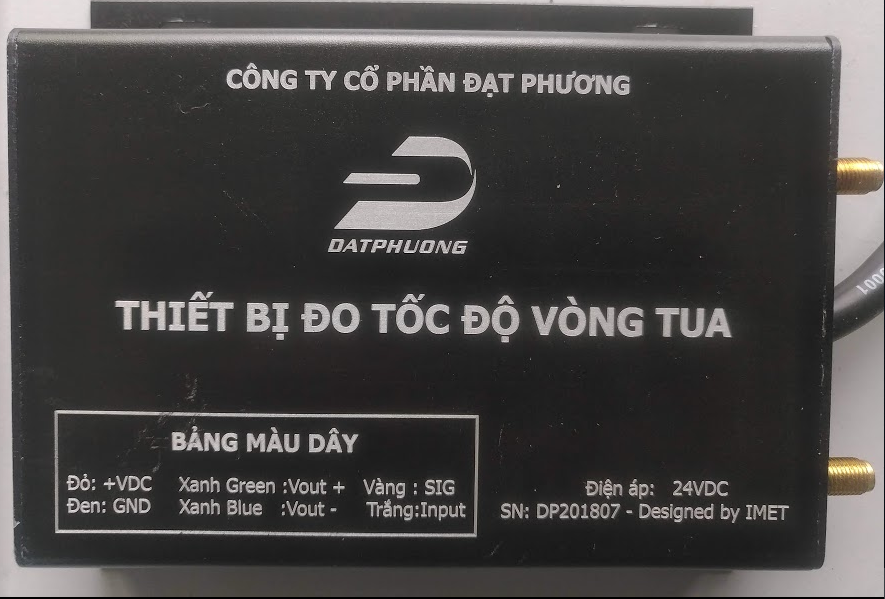 CÔNG TY CỔ PHẦN ĐẠT PHƯƠNG
DATPHUONG
THIẾT BỊ ĐO TỐC ĐỘ VÒNG TUA
BẢNG MÀU DÂY
Đỏ: +VDC Xanh Green :Vout + Vàng : SIG
Đen: GND Xanh Blue :Vout - Trắng:Input
Điện áp: 24VDC
SN: DP201807 - Designed by IMET
0001